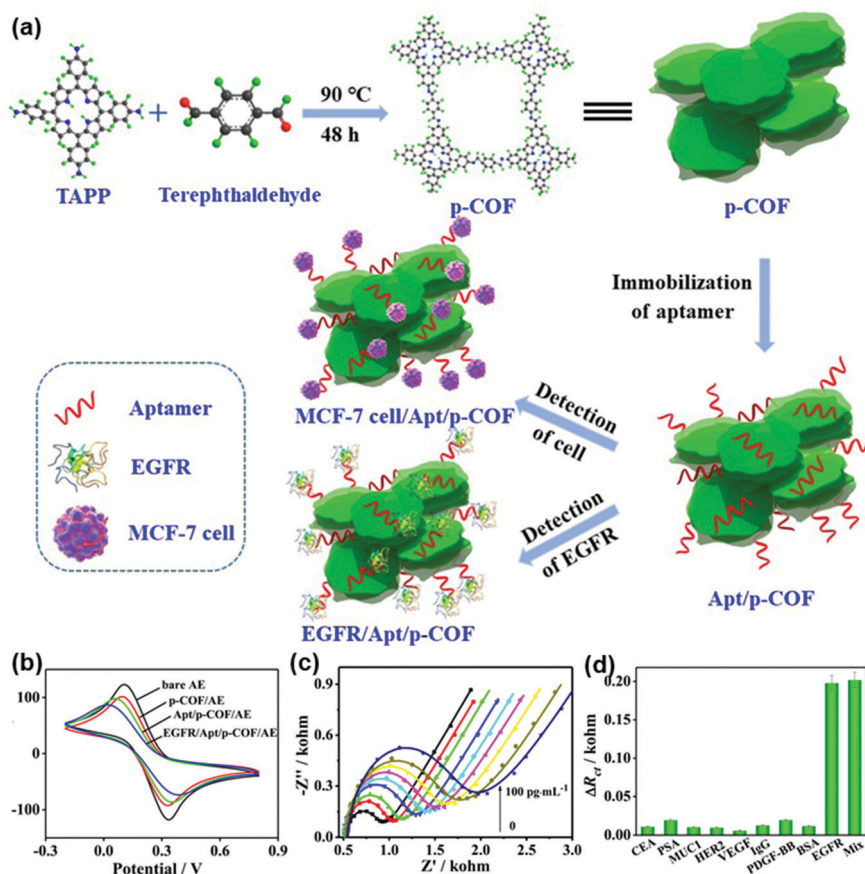 (a)
90 °C
48 h
TAPP
Terephthaldehyde
p-COF
p-COF
Immobilization
of aptamer
Aptamer
EGFR
MCF-7 cell
MCF-7 cell/Apt/p-COF
Detection
of cell
Detection
of EGFR
EGFR/Apt/p-COF
Apt/p-COF
(b)
100
0
-100
bare AE
p-COF/AE
Apt/p-COF/AE
EGFR/Apt/p-COF/AE
-0.3 0.0 0.3 0.6 0.9
Potential / V
(c)
-Z'' / kohm
0.9
0.6
0.3
0.0
100 pg·mL⁻¹
0
0.5 1.0 1.5 2.0 2.5 3.0
Z' / kohm
(d)
ΔRct / kohm
0.20
0.15
0.10
0.05
0.00
CEA PSA MUC1 HER2 VEGF IgG PDGF-BB BSA EGFR Mix